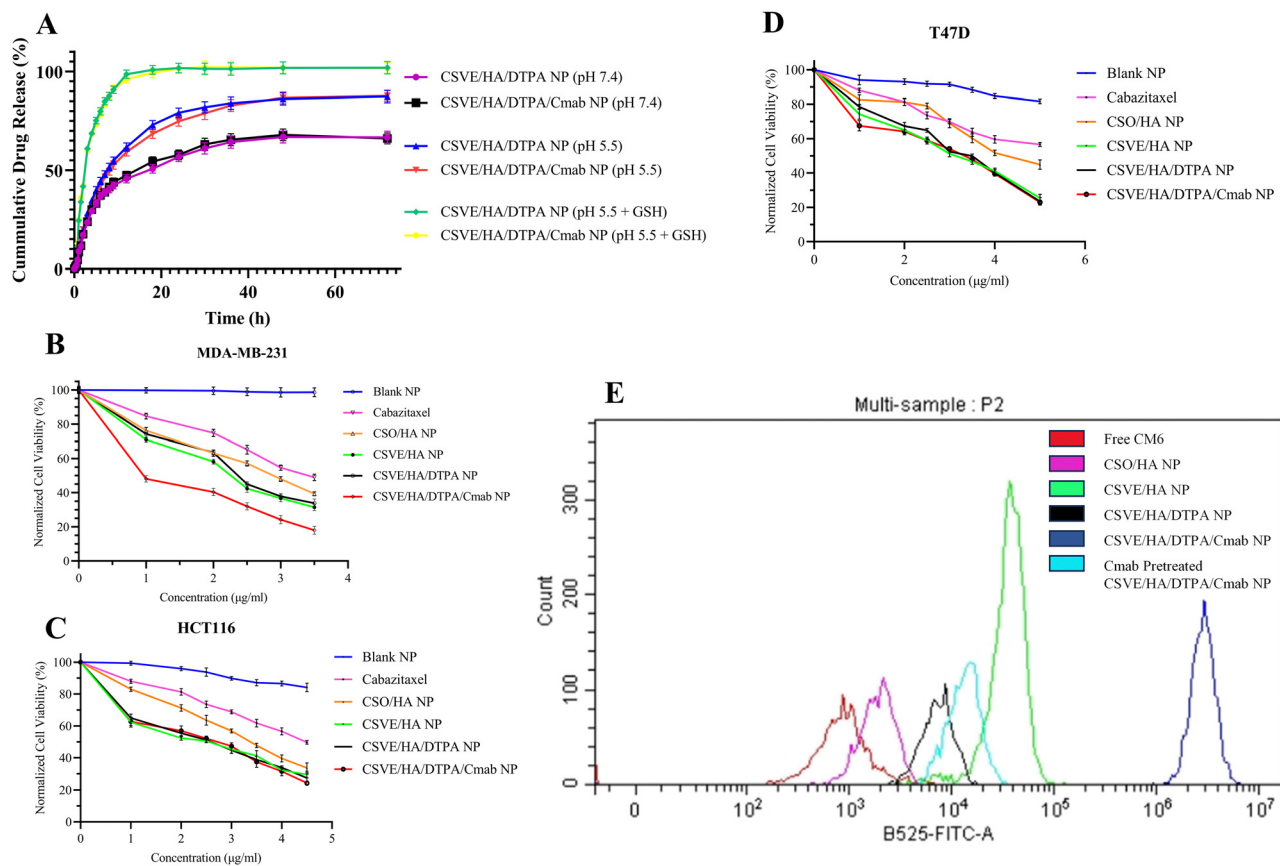 A
Cummulative Drug Release (%)
100
50
0
0
20
40
60
Time (h)
CSVE/HA/DTPA NP (pH 7.4)
CSVE/HA/DTPA/Cmab NP (pH 7.4)
CSVE/HA/DTPA NP (pH 5.5)
CSVE/HA/DTPA/Cmab NP (pH 5.5)
CSVE/HA/DTPA NP (pH 5.5 + GSH)
CSVE/HA/DTPA/Cmab NP (pH 5.5 + GSH)
D
T47D
Normalized Cell Viability (%)
100
80
60
40
20
0
0
2
4
6
Concentration (μg/ml)
Blank NP
Cabazitaxel
CSO/HA NP
CSVE/HA NP
CSVE/HA/DTPA NP
CSVE/HA/DTPA/Cmab NP
B
MDA-MB-231
Normalized Cell Viability (%)
100
80
60
40
20
0
0
1
2
3
4
Concentration (μg/ml)
Blank NP
Cabazitaxel
CSO/HA NP
CSVE/HA NP
CSVE/HA/DTPA NP
CSVE/HA/DTPA/Cmab NP
C
HCT116
Normalized Cell Viability (%)
100
80
60
40
20
0
0
1
2
3
4
5
Concentration (μg/ml)
Blank NP
Cabazitaxel
CSO/HA NP
CSVE/HA NP
CSVE/HA/DTPA NP
CSVE/HA/DTPA/Cmab NP
E
Multi-sample : P2
Count
300
200
100
0
0
10²
10³
10⁴
10⁵
10⁶
10⁷
B525-FITC-A
Free CM6
CSO/HA NP
CSVE/HA NP
CSVE/HA/DTPA NP
CSVE/HA/DTPA/Cmab NP
Cmab Pretreated
CSVE/HA/DTPA/Cmab NP